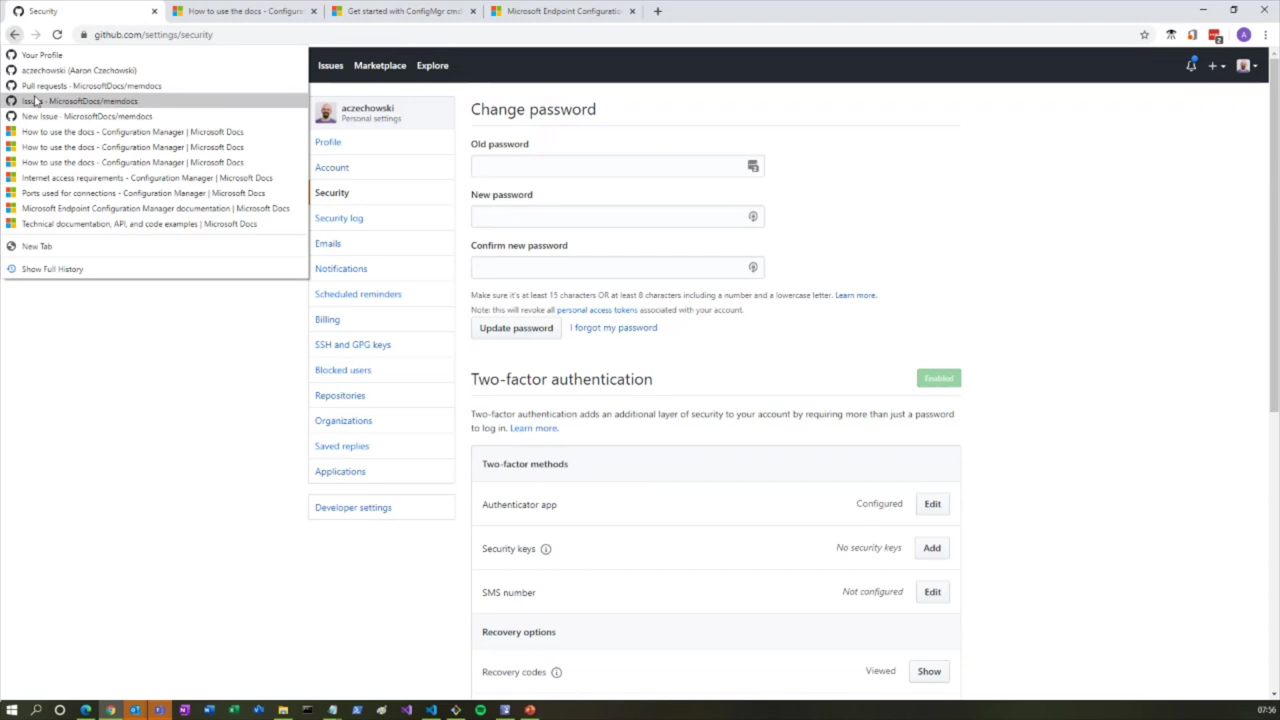 Security
How to use the docs - Configurat
Get started with ConfigMgr cmd
Microsoft Endpoint Configuration
github.com/settings/security
2
A
Your Profile
aczechowski (Aaron Czechowski)
Pull requests - MicrosoftDocs/memdocs
Issues - MicrosoftDocs/memdocs
New Issue - MicrosoftDocs/memdocs
How to use the docs - Configuration Manager | Microsoft Docs
How to use the docs - Configuration Manager | Microsoft Docs
How to use the docs - Configuration Manager | Microsoft Docs
Internet access requirements - Configuration Manager | Microsoft Docs
Ports used for connections - Configuration Manager | Microsoft Docs
Microsoft Endpoint Configuration Manager documentation | Microsoft Docs
Technical documentation, API, and code examples | Microsoft Docs
New Tab
Show Full History
Issues Marketplace Explore
aczechowski
Personal settings
Profile
Account
Security
Security log
Emails
Notifications
Scheduled reminders
Billing
SSH and GPG keys
Blocked users
Repositories
Organizations
Saved replies
Applications
Developer settings
Change password
Old password
New password
Confirm new password
Make sure it's at least 15 characters OR at least 8 characters including a number and a lowercase letter. Learn more.
Note: this will revoke all personal access tokens associated with your account.
Update password I forgot my password
Two-factor authentication Enabled
Two-factor authentication adds an additional layer of security to your account by requiring more than just a password
to log in. Learn more.
Two-factor methods
Authenticator app Configured Edit
Security keys No security keys Add
SMS number Not configured Edit
Recovery options
Recovery codes Viewed Show
07:56